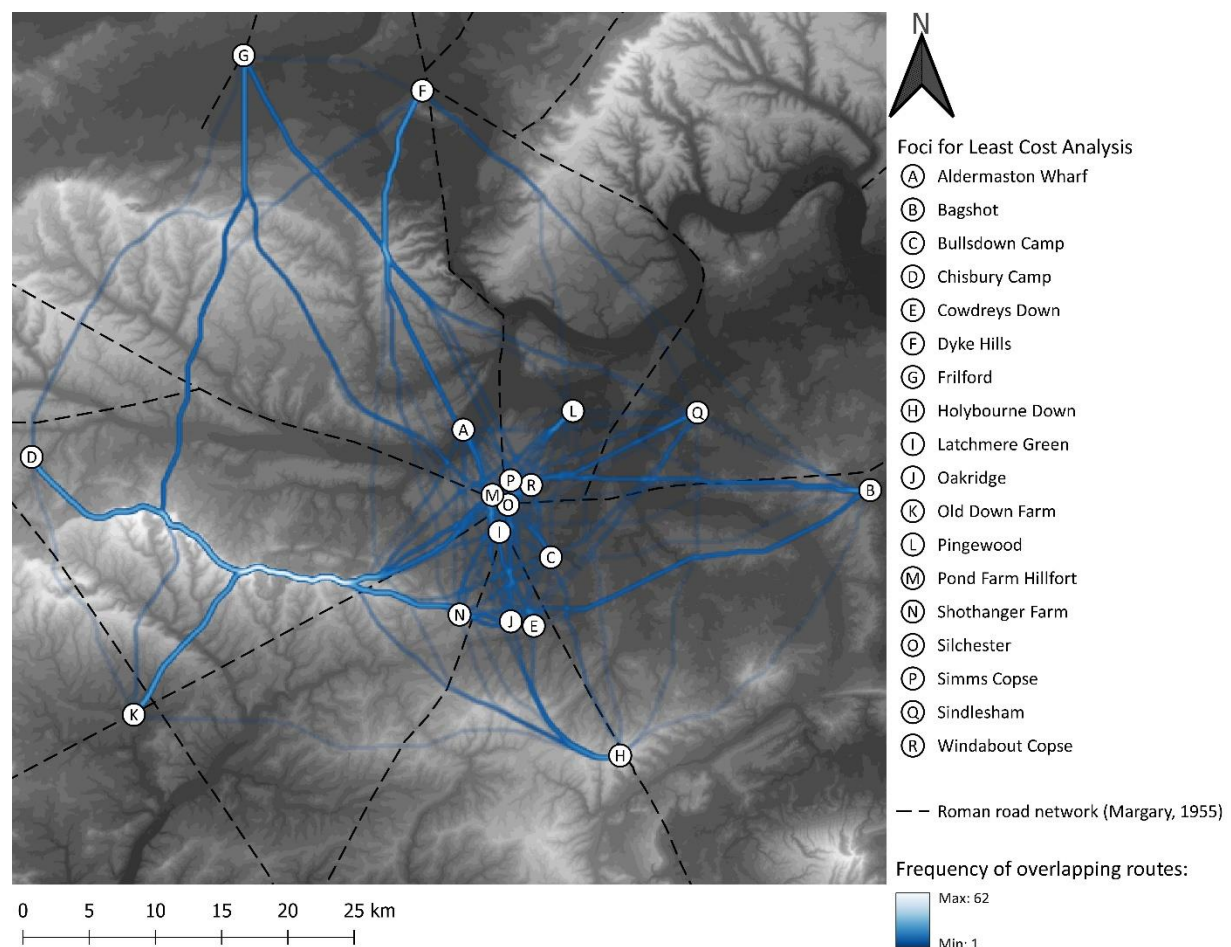 N
G
F
A
L
Q
D
P
R
M
O
B
I
C
N
J
E
K
H
Foci for Least Cost Analysis
A Aldermaston Wharf
B Bagshot
C Bullsdown Camp
D Chisbury Camp
E Cowdreys Down
F Dyke Hills
G Frilford
H Holybourne Down
I Latchmere Green
J Oakridge
K Old Down Farm
L Pingewood
M Pond Farm Hillfort
N Shothanger Farm
O Silchester
P Simms Copse
Q Sindlesham
R Windabout Copse
Roman road network (Margary, 1955)
Frequency of overlapping routes:
Max: 62
Min: 1
0 5 10 15 20 25 km